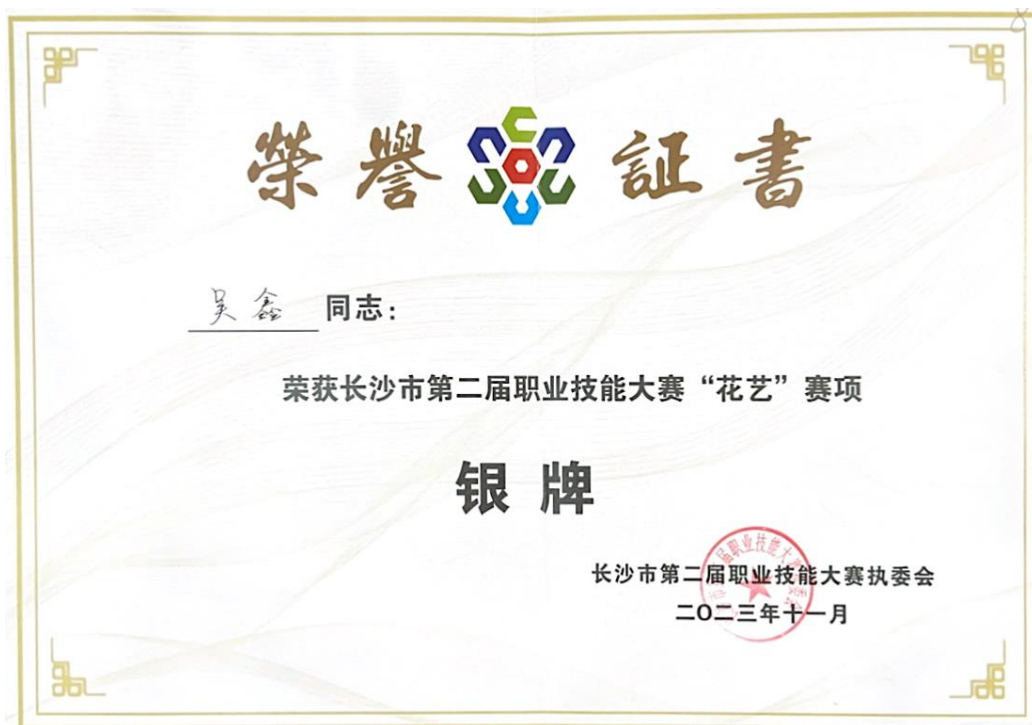 榮譽證書
吴鑫 同志：
荣获长沙市第二届职业技能大赛“花艺”赛项
银牌
长沙市第二届职业技能大赛执委会
二〇二三年十一月